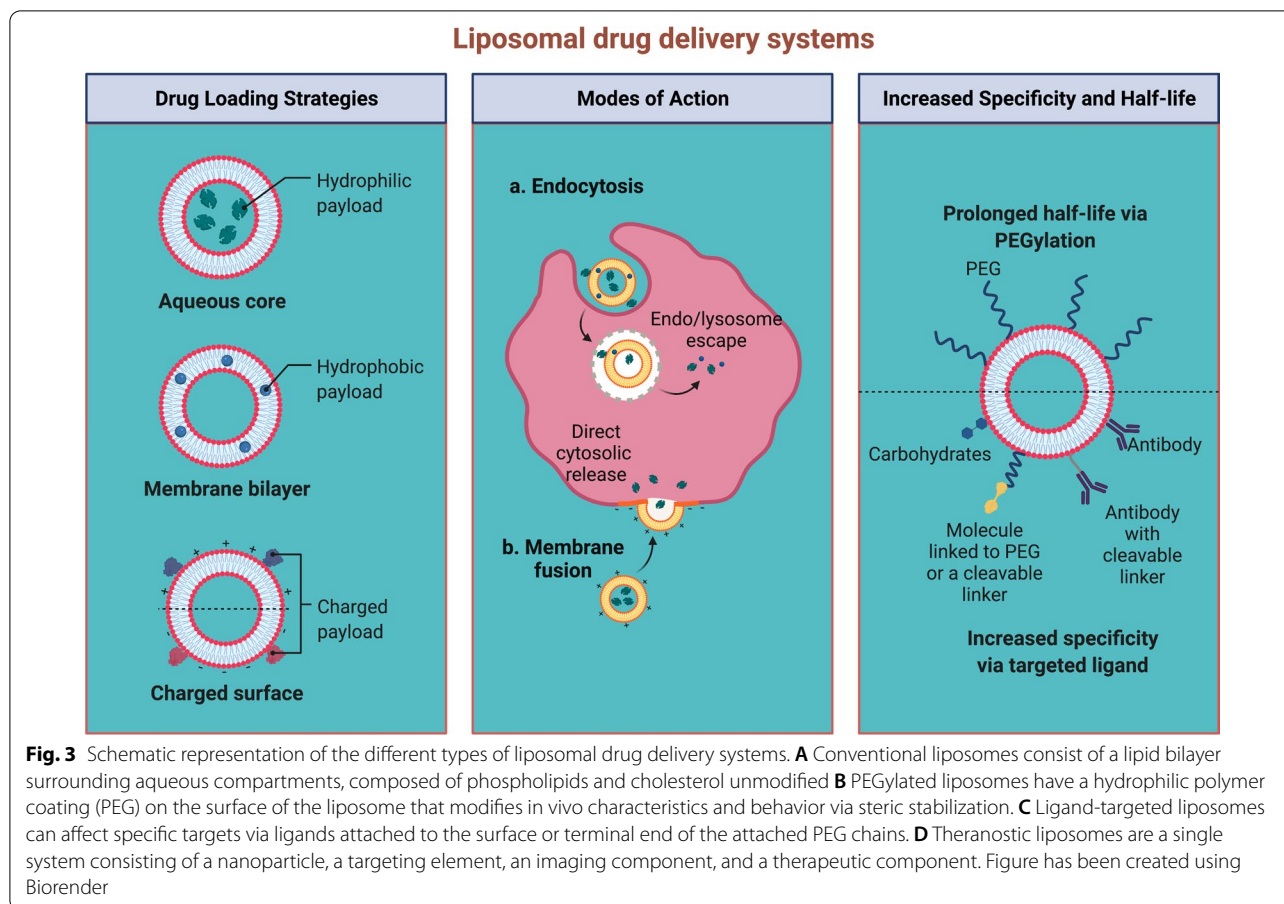 Liposomal drug delivery systems
Drug Loading Strategies
Hydrophilic
payload
Aqueous core
Hydrophobic
payload
Membrane bilayer
Charged
payload
Charged surface
Modes of Action
a. Endocytosis
Endo/lysosome
escape
Direct
cytosolic
release
b. Membrane
fusion
Increased Specificity and Half-life
Prolonged half-life via
PEGylation
PEG
Carbohydrates
Antibody
Molecule
linked to PEG
or a cleavable
linker
Antibody
with
cleavable
linker
Increased specificity
via targeted ligand
Fig. 3 Schematic representation of the different types of liposomal drug delivery systems. A Conventional liposomes consist of a lipid bilayer
surrounding aqueous compartments, composed of phospholipids and cholesterol unmodified B PEGylated liposomes have a hydrophilic polymer
coating (PEG) on the surface of the liposome that modifies in vivo characteristics and behavior via steric stabilization. C Ligand-targeted liposomes
can affect specific targets via ligands attached to the surface or terminal end of the attached PEG chains. D Theranostic liposomes are a single
system consisting of a nanoparticle, a targeting element, an imaging component, and a therapeutic component. Figure has been created using
Biorender